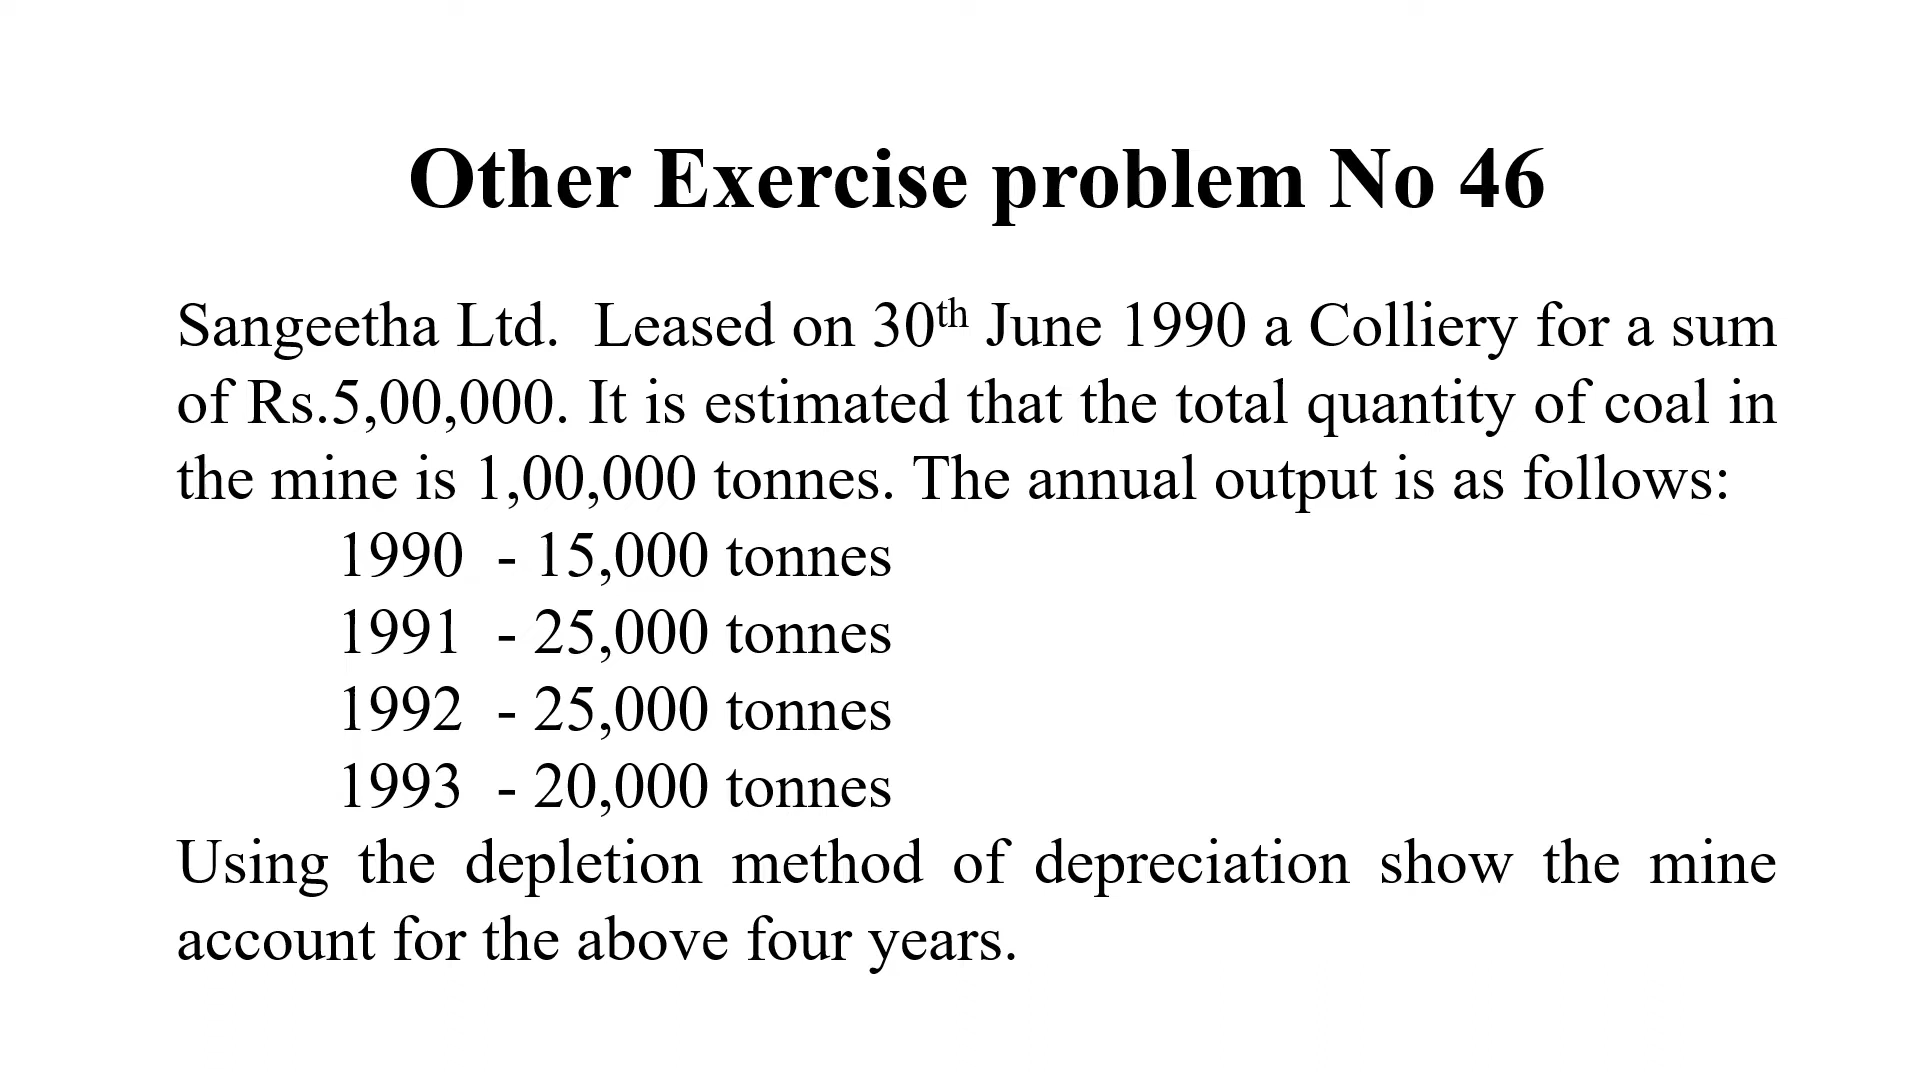 Other Exercise problem No 46
Sangeetha Ltd.  Leased on 30th June 1990 a Colliery for a sum
of Rs.5,00,000. It is estimated that the total quantity of coal in
the mine is 1,00,000 tonnes. The annual output is as follows:
1990  - 15,000 tonnes
1991  - 25,000 tonnes
1992  - 25,000 tonnes
1993  - 20,000 tonnes
Using the depletion method of depreciation show the mine
account for the above four years.